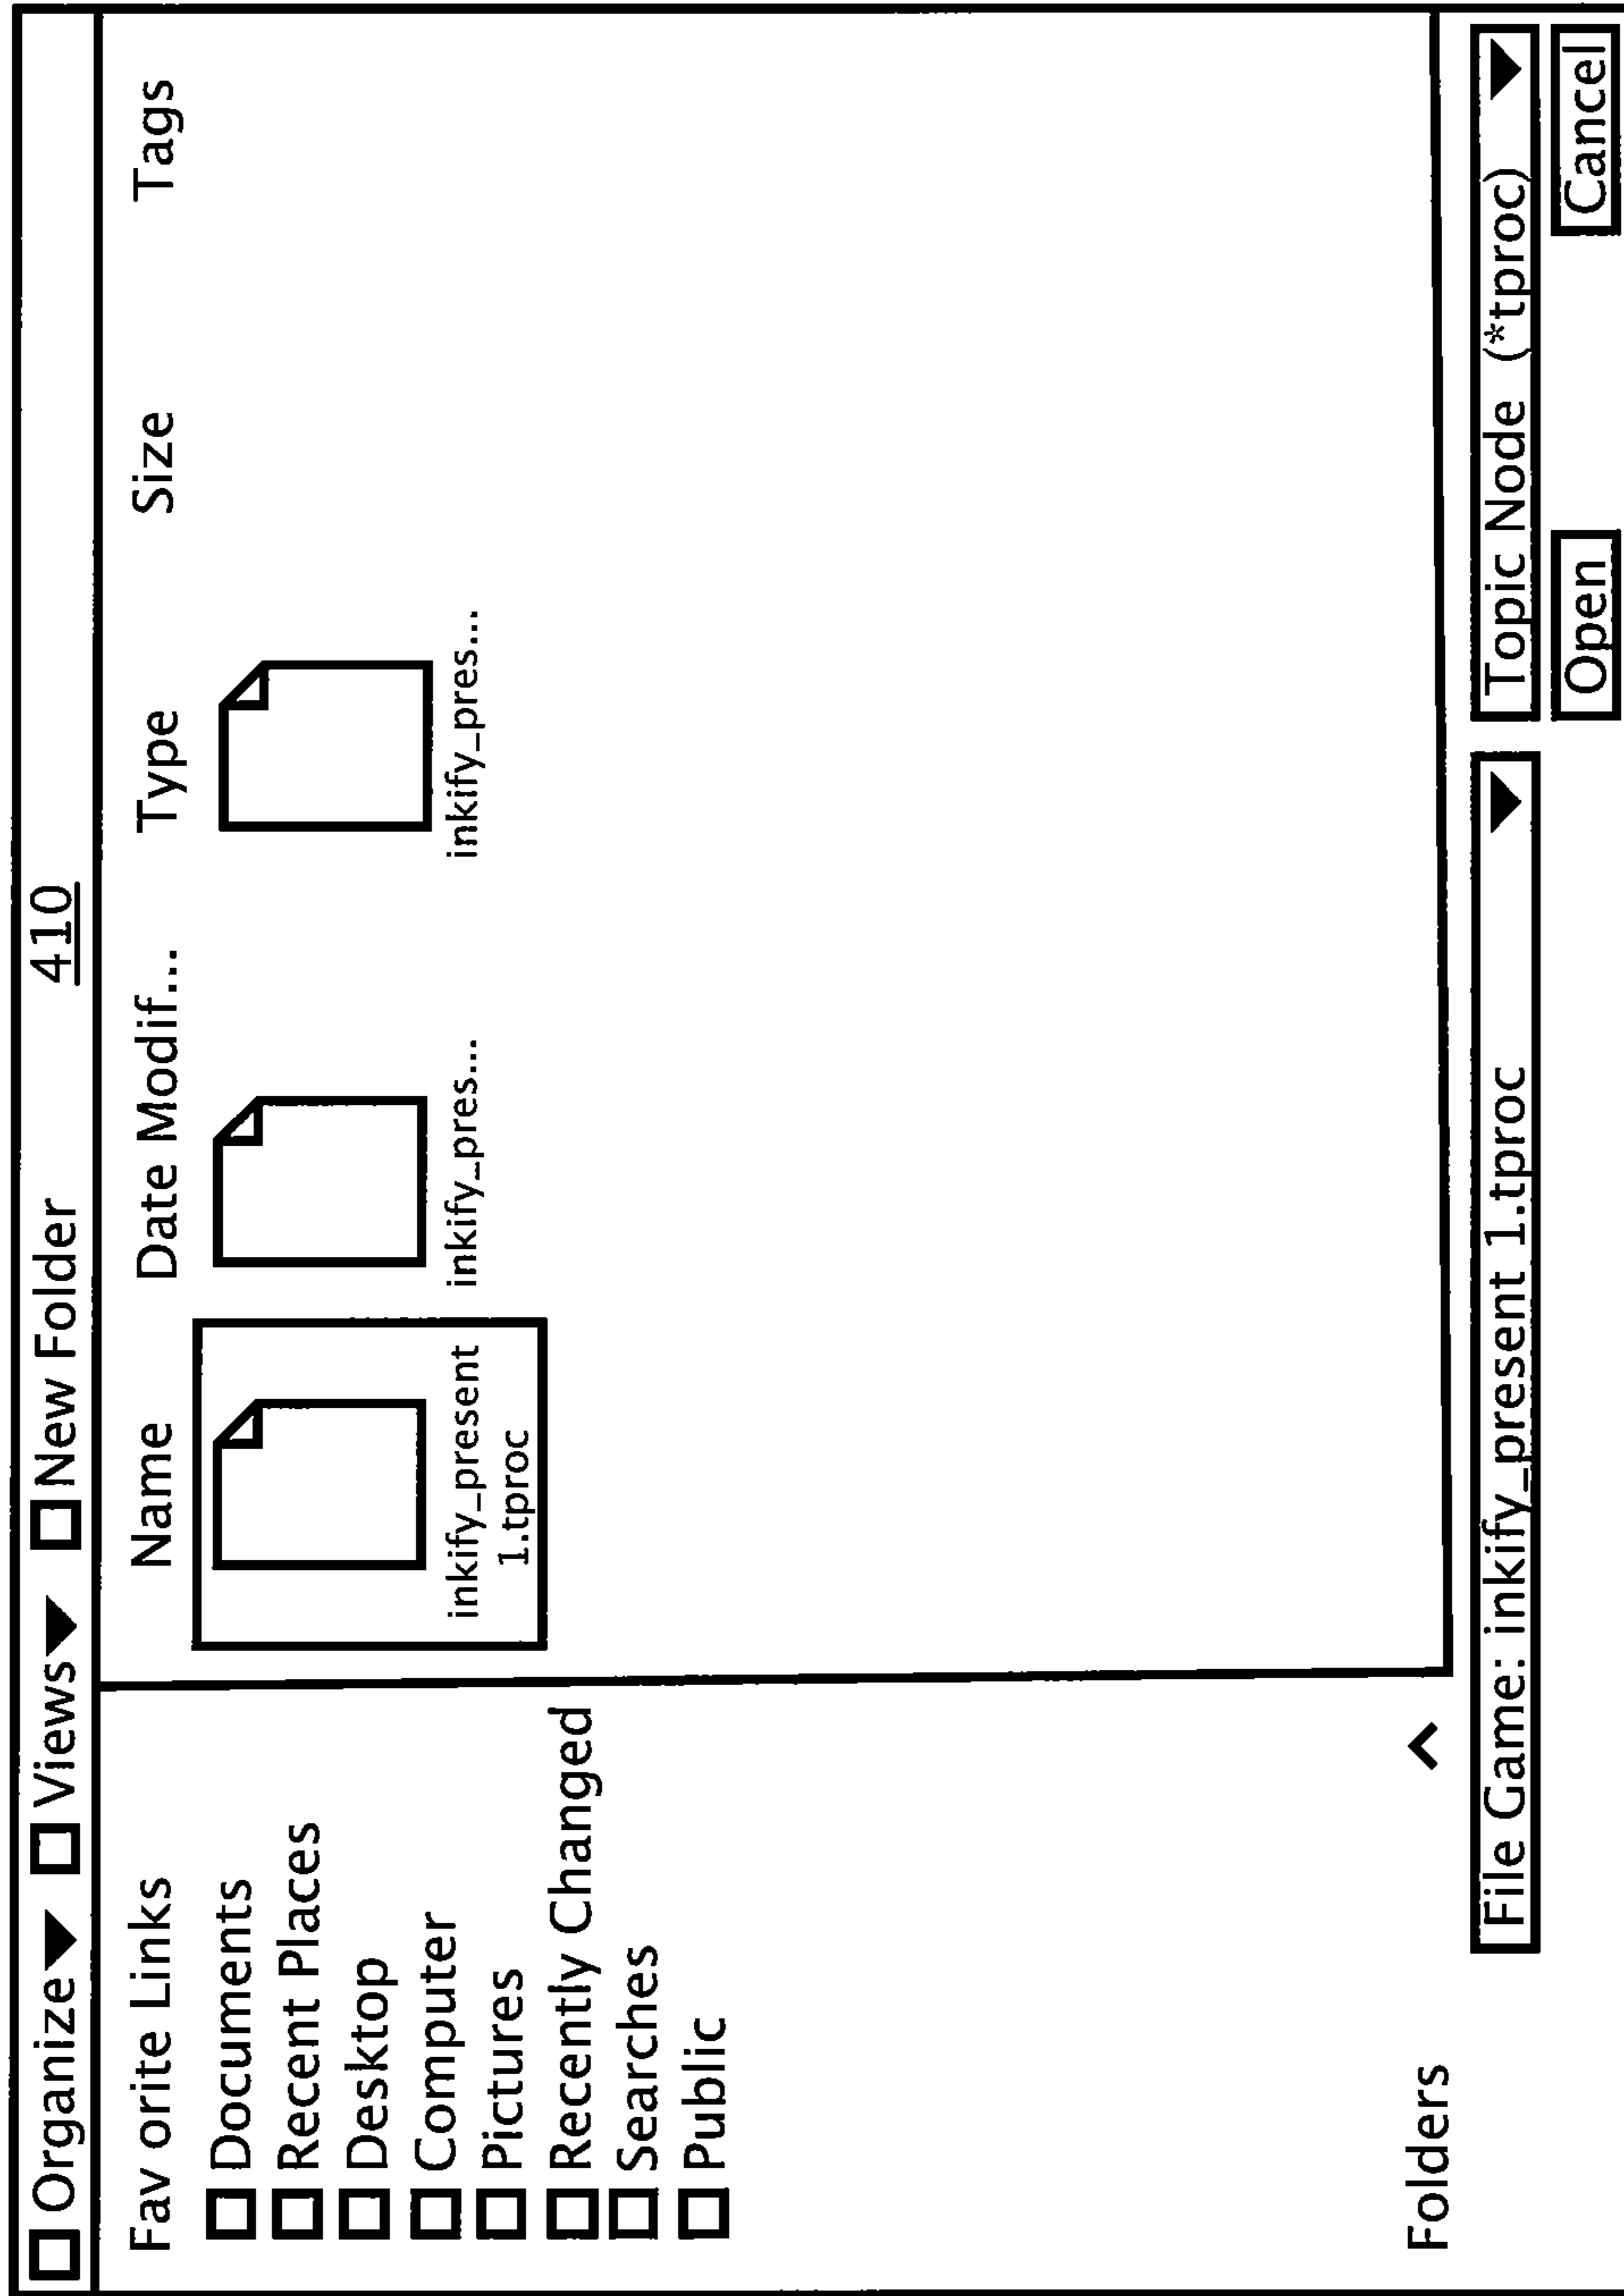 Organize Views New Folder 410
Fav orite Links
Documents
Recent Places
Desktop
Computer
Pictures
Recently Changed
Searches
Public
Folders
Name Date Modif... Type Size Tags
inkify_present
1.tproc
inkify_pres...
inkify_pres...
File Game: inkify_present 1.tproc
Topic Node (*tproc)
Open Cancel